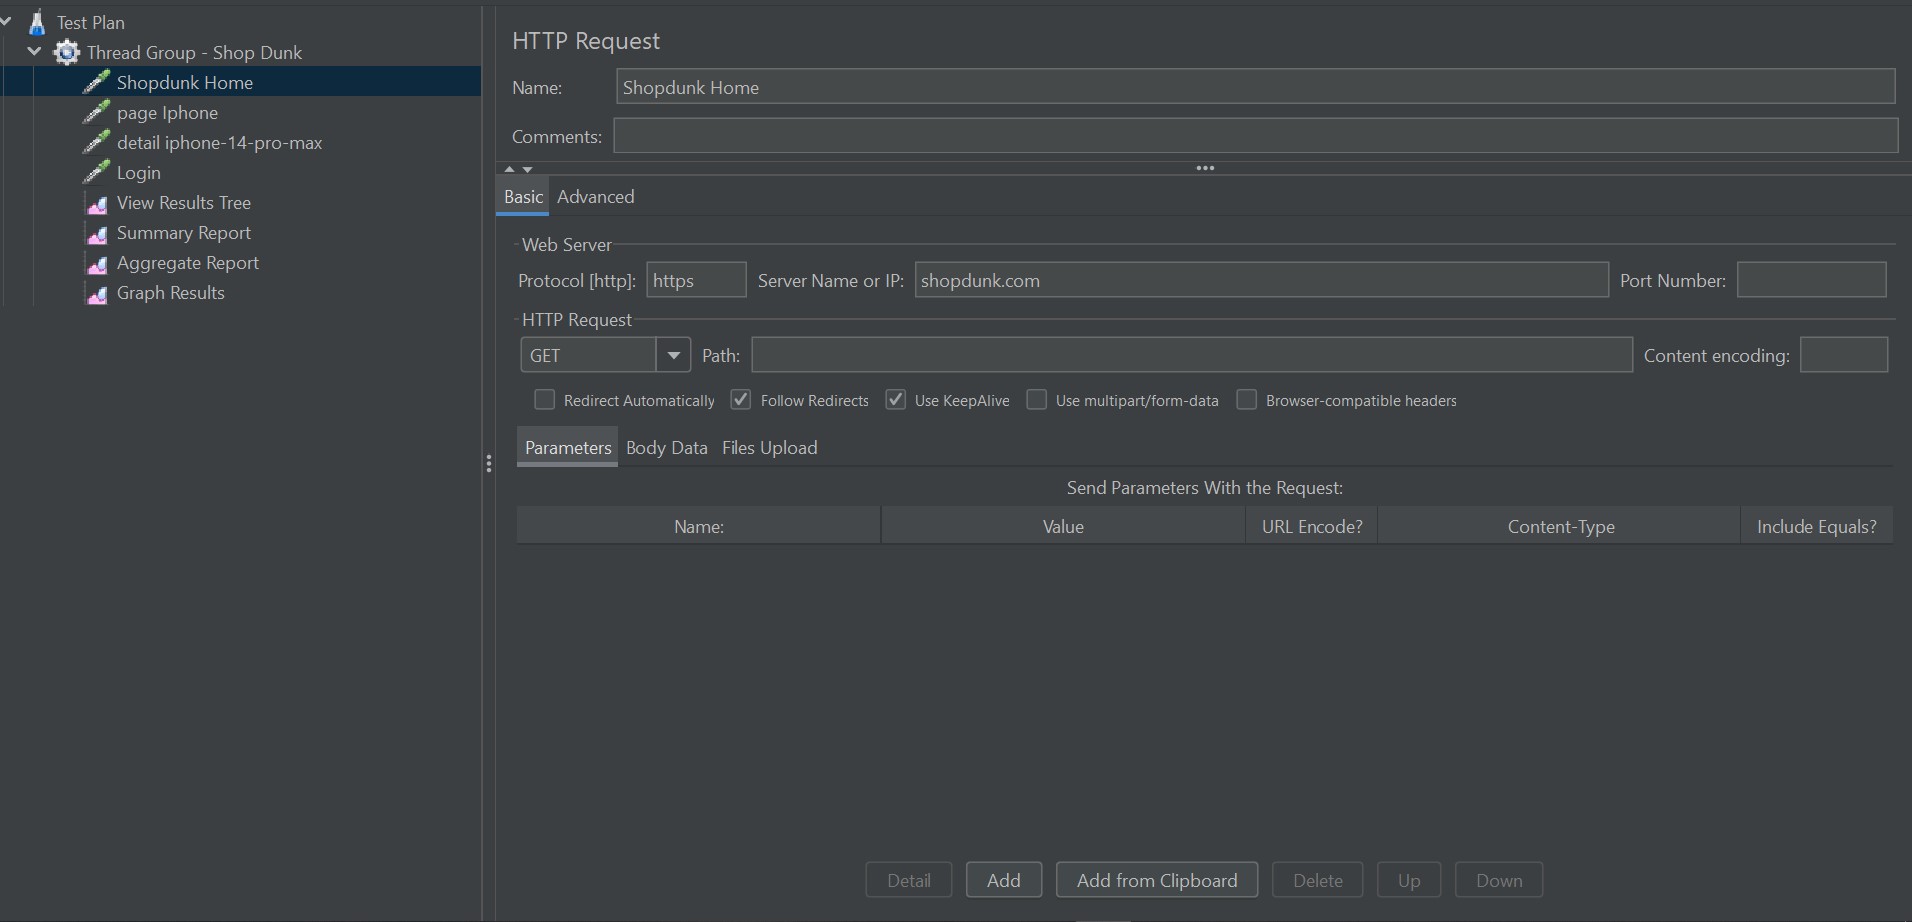 Test Plan
Thread Group - Shop Dunk
Shopdunk Home
page Iphone
detail iphone-14-pro-max
Login
View Results Tree
Summary Report
Aggregate Report
Graph Results
HTTP Request
Name: Shopdunk Home
Comments:
Basic Advanced
Web Server
Protocol [http]: https Server Name or IP: shopdunk.com Port Number:
HTTP Request
GET Path: Content encoding:
Redirect Automatically Follow Redirects Use KeepAlive Use multipart/form-data Browser-compatible headers
Parameters Body Data Files Upload
Send Parameters With the Request:
Name: Value URL Encode? Content-Type Include Equals?
Detail Add Add from Clipboard Delete Up Down